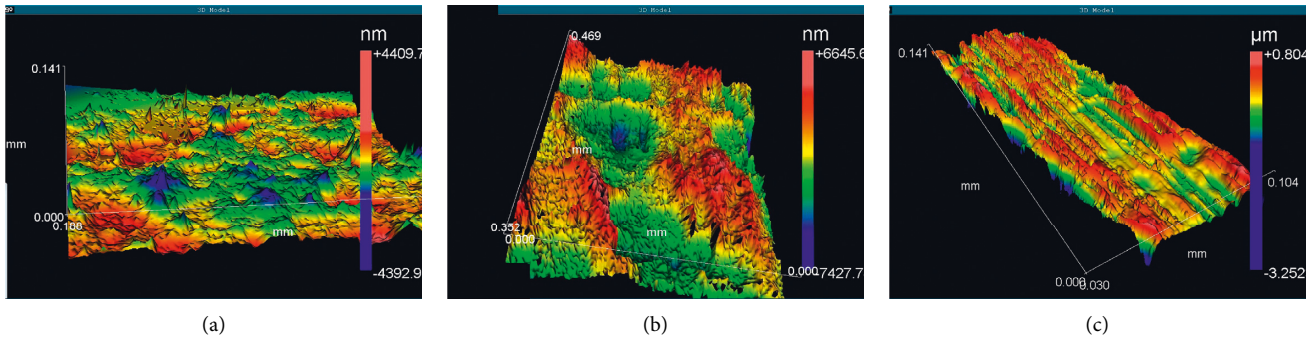 3D Model
nm
+4409.7
0.141
mm
0.000
mm
-4392.9
(a)
3D Model
nm
+6645.6
0.469
mm
0.352
0.000
mm
0.000
-7427.7
(b)
3D Model
µm
+0.804
0.141
mm
0.104
mm
0.000
0.030
-3.252
(c)